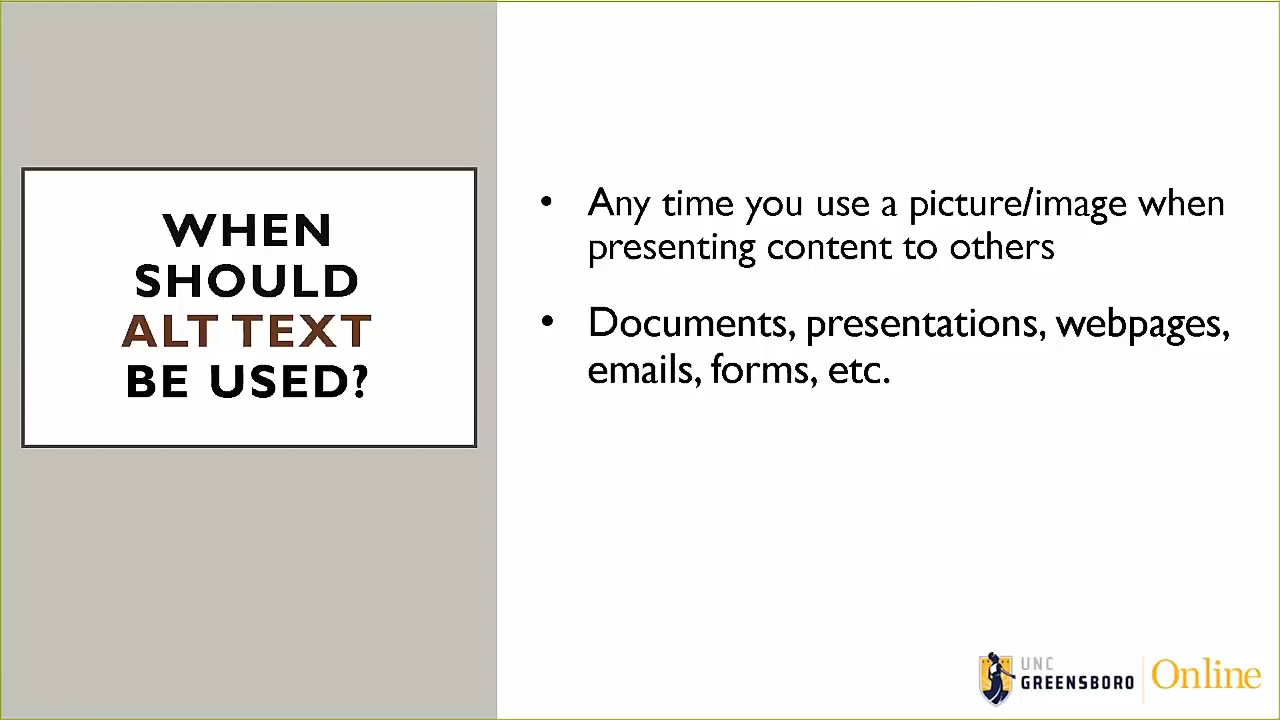 WHEN
SHOULD
ALT TEXT
BE USED?
• Any time you use a picture/image when
presenting content to others
• Documents, presentations, webpages,
emails, forms, etc.
UNC
GREENSBORO
Online